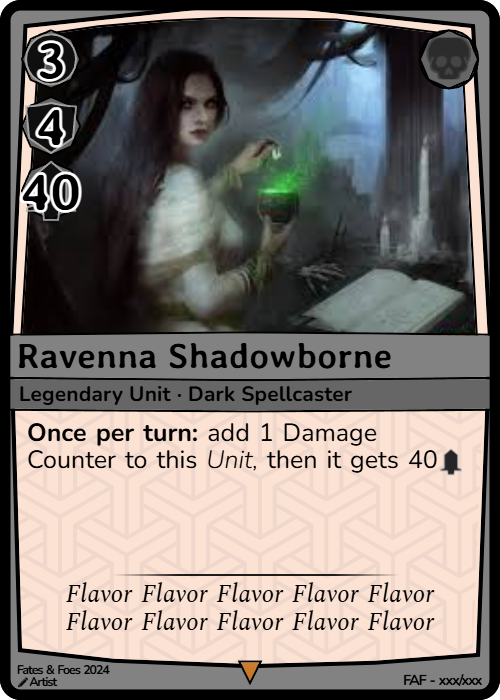 3
4
40
Ravenna Shadowborne
Legendary Unit · Dark Spellcaster
Once per turn: add 1 Damage
Counter to this Unit, then it gets 40
Flavor Flavor Flavor Flavor Flavor
Flavor Flavor Flavor Flavor Flavor
Fates & Foes 2024
Artist
FAF - xxx/xxx